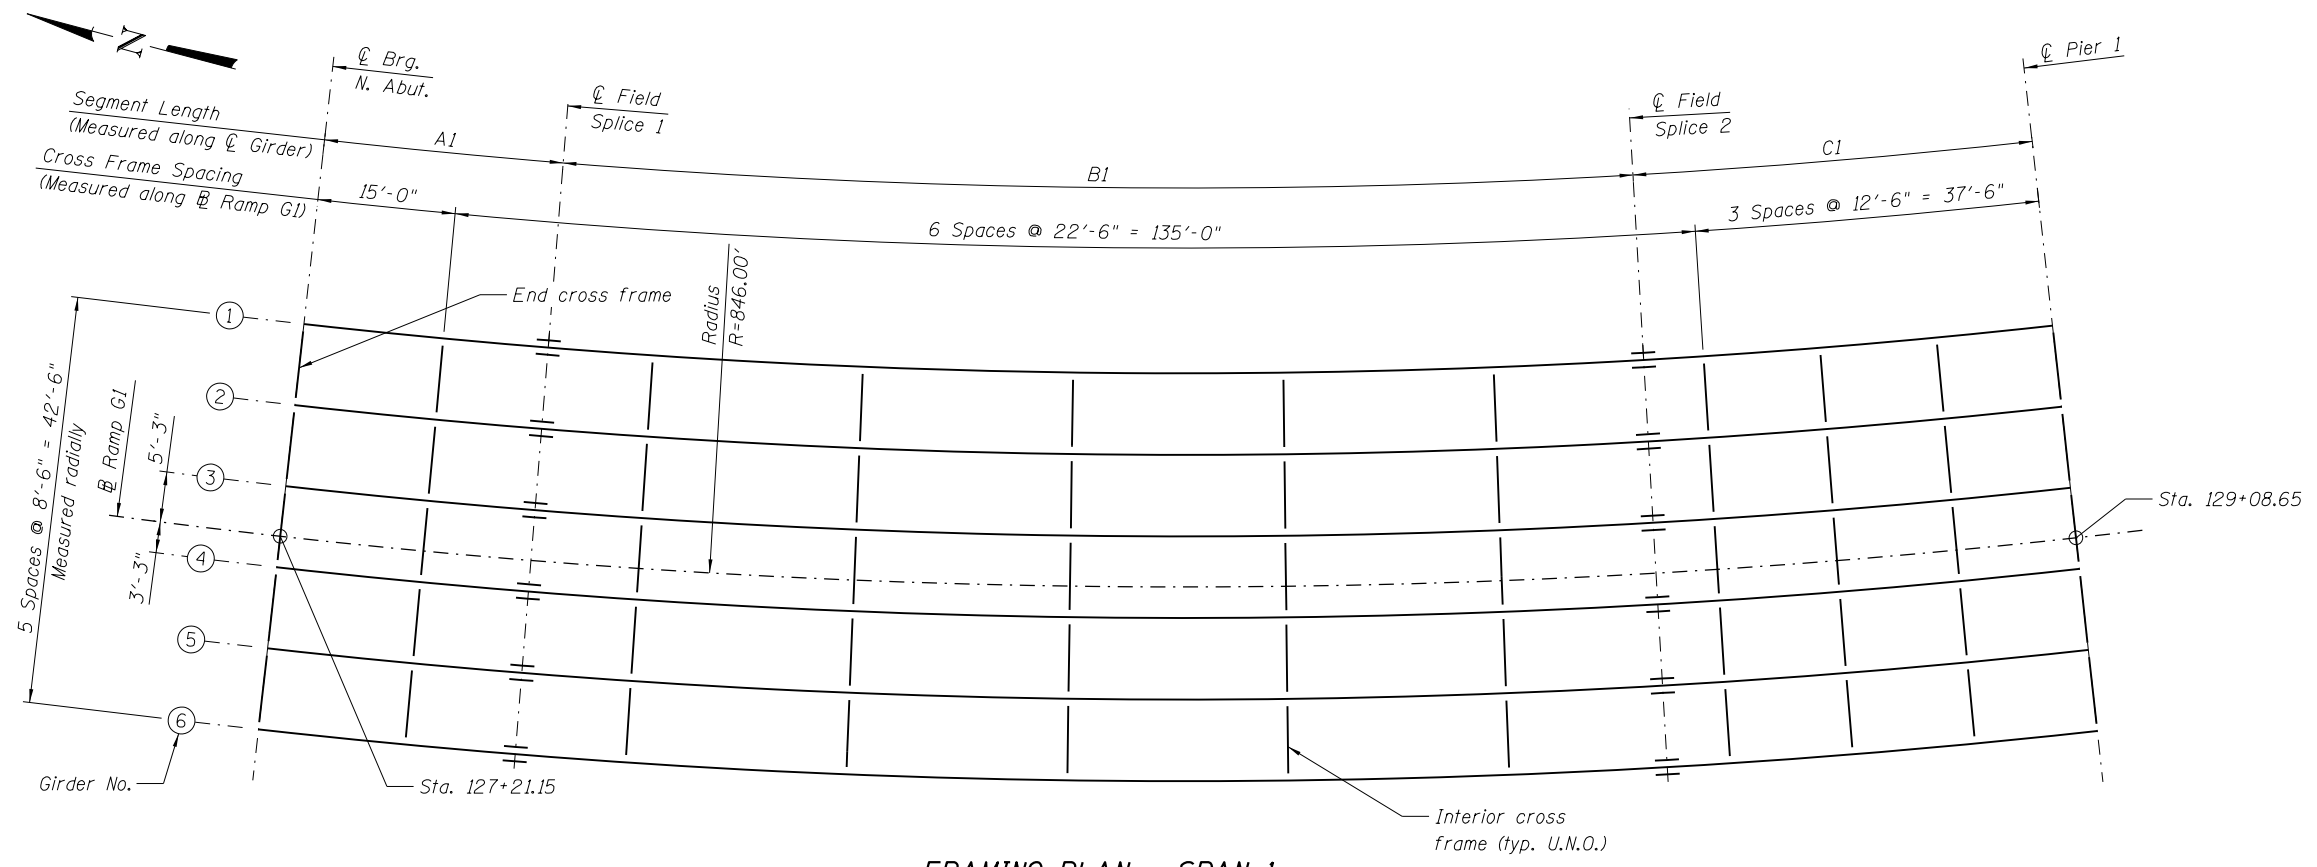 N
℄ Brg.
N. Abut.
℄ Field
Splice 1
℄ Field
Splice 2
℄ Pier 1
Segment Length
(Measured along ℄ Girder)
A1
B1
C1
Cross Frame Spacing
(Measured along ⅊ Ramp G1)
15'-0"
6 Spaces @ 22'-6" = 135'-0"
3 Spaces @ 12'-6" = 37'-6"
End cross frame
Radius
R=846.00'
1
2
3
4
5
6
5 Spaces @ 8'-6" = 42'-6"
Measured radially
Ramp G1
5'-3"
3'-3"
Sta. 129+08.65
Girder No.
Sta. 127+21.15
Interior cross
frame (typ. U.N.O.)
FRAMING PLAN - SPAN 1